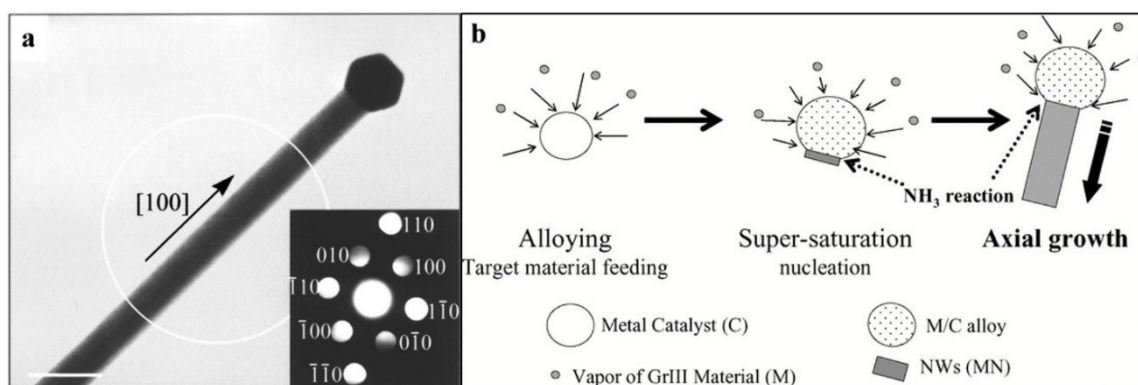 a
[100]
110
010
100
1̄10
11̄0
1̄00
01̄0
1̄1̄0
b
NH₃ reaction
Alloying
Target material feeding
Super-saturation
nucleation
Axial growth
Metal Catalyst (C)
M/C alloy
Vapor of GrIII Material (M)
NWs (MN)